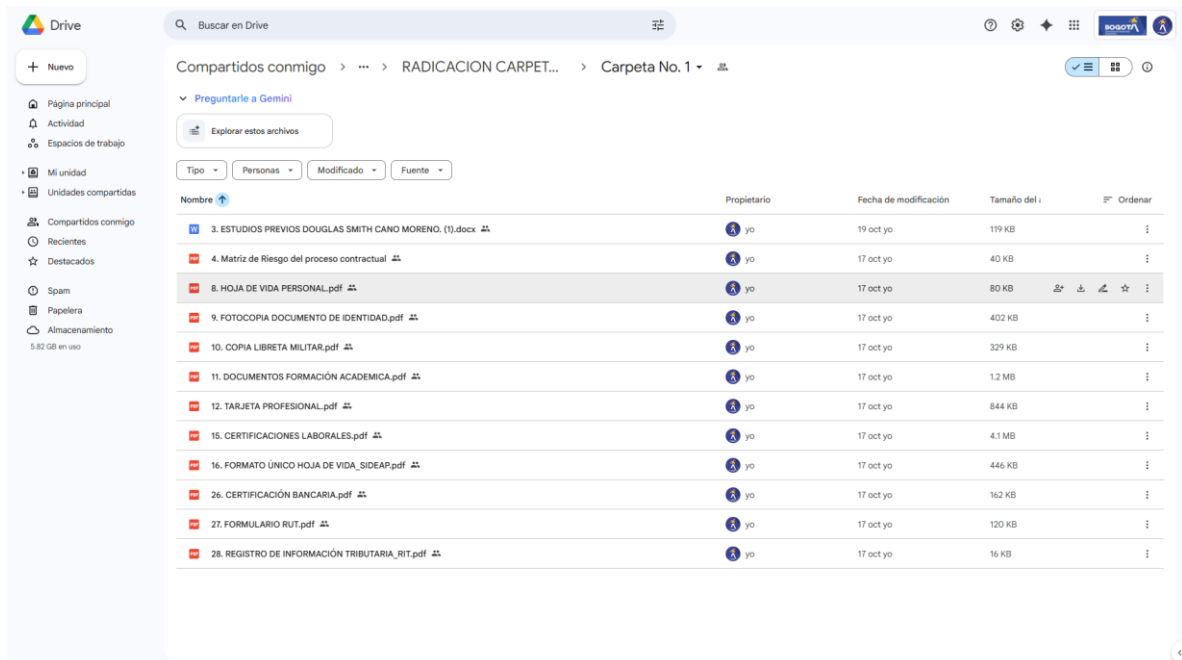 Drive
Buscar en Drive
BOGOTÁ
Nuevo
Compartidos conmigo > ··· > RADICACION CARPET... > Carpeta No. 1
Preguntarle a Gemini
Página principal
Actividad
Explorar estos archivos
Espacios de trabajo
Mi unidad
Tipo Personas Modificado Fuente
Unidades compartidas
Nombre Propietario Fecha de modificación Tamaño del Ordenar
Compartidos conmigo
3. ESTUDIOS PREVIOS DOUGLAS SMITH CANO MORENO. (1).docx yo 19 oct yo 119 KB
Recientes
4. Matriz de Riesgo del proceso contractual yo 17 oct yo 40 KB
Destacados
8. HOJA DE VIDA PERSONAL.pdf yo 17 oct yo 80 KB
Spam
Papelera
9. FOTOCOPIA DOCUMENTO DE IDENTIDAD.pdf yo 17 oct yo 402 KB
Almacenamiento
5.82 GB en uso
10. COPIA LIBRETA MILITAR.pdf yo 17 oct yo 329 KB
11. DOCUMENTOS FORMACIÓN ACADEMICA.pdf yo 17 oct yo 1.2 MB
12. TARJETA PROFESIONAL.pdf yo 17 oct yo 844 KB
15. CERTIFICACIONES LABORALES.pdf yo 17 oct yo 4.1 MB
16. FORMATO ÚNICO HOJA DE VIDA_SIDEAP.pdf yo 17 oct yo 446 KB
26. CERTIFICACIÓN BANCARIA.pdf yo 17 oct yo 162 KB
27. FORMULARIO RUT.pdf yo 17 oct yo 120 KB
28. REGISTRO DE INFORMACIÓN TRIBUTARIA_RIT.pdf yo 17 oct yo 16 KB